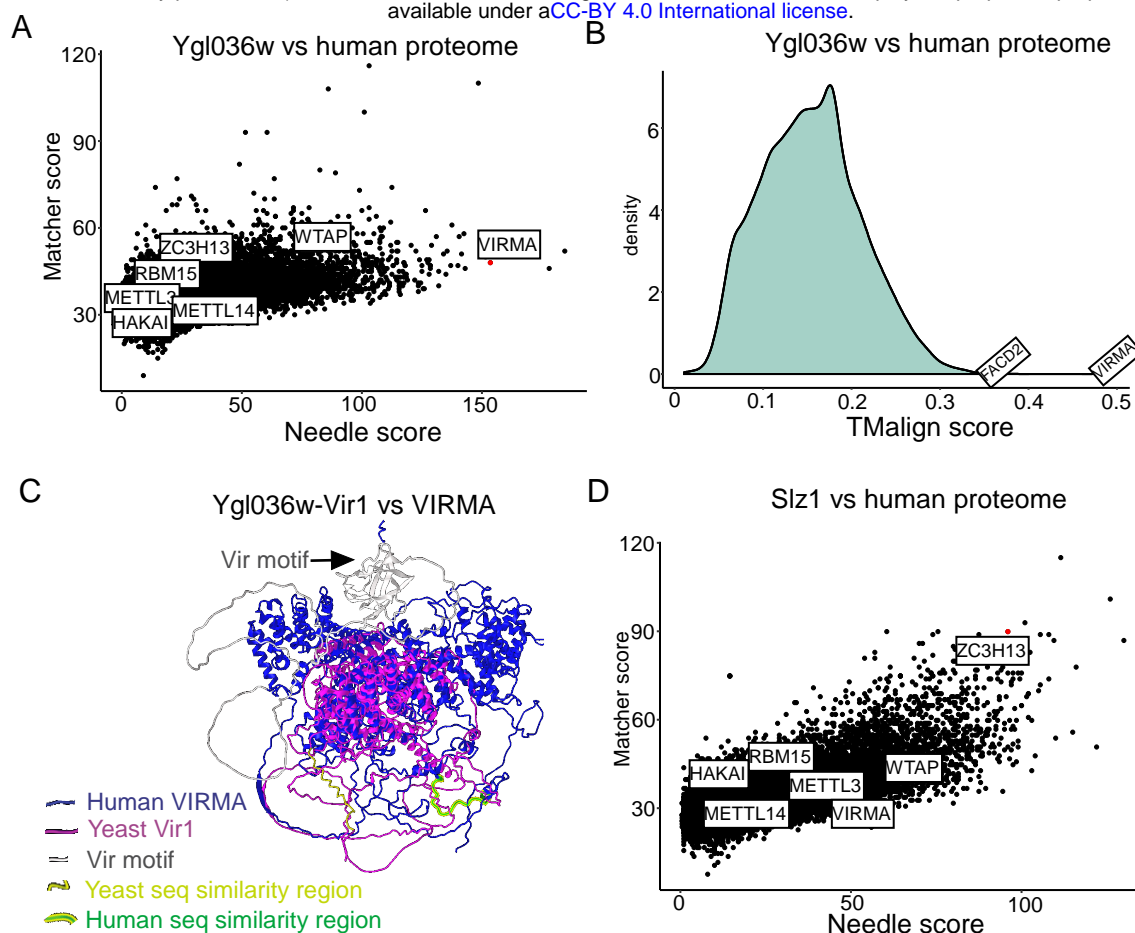 available under aCC-BY 4.0 International license.
A
Ygl036w vs human proteome
120
90
60
30
Matcher score
ZC3H13
WTAP
VIRMA
RBM15
METTL3
METTL14
HAKAI
0
50
100
150
Needle score
B
Ygl036w vs human proteome
6
4
2
0
density
FACD2
VIRMA
0
0.1
0.2
0.3
0.4
0.5
TMalign score
C
Ygl036w-Vir1 vs VIRMA
Vir motif
Human VIRMA
Yeast Vir1
Vir motif
Yeast seq similarity region
Human seq similarity region
D
Slz1 vs human proteome
120
90
60
30
Matcher score
ZC3H13
RBM15
HAKAI
WTAP
METTL3
METTL14
VIRMA
0
50
100
Needle score